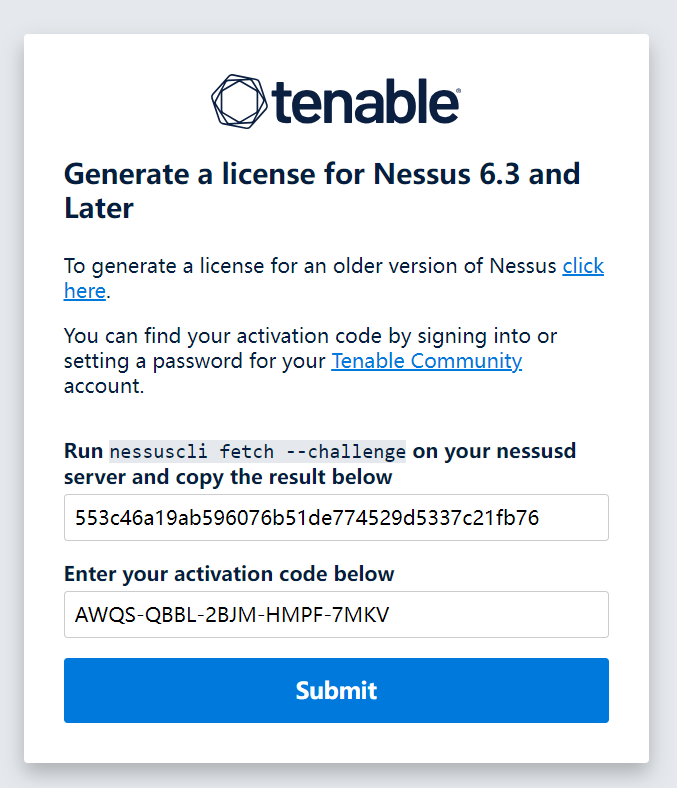 tenable
Generate a license for Nessus 6.3 and
Later
To generate a license for an older version of Nessus click
here.
You can find your activation code by signing into or
setting a password for your Tenable Community
account.
Run nessuscli fetch --challenge on your nessusd
server and copy the result below
553c46a19ab596076b51de774529d5337c21fb76
Enter your activation code below
AWQS-QBBL-2BJM-HMPF-7MKV
Submit